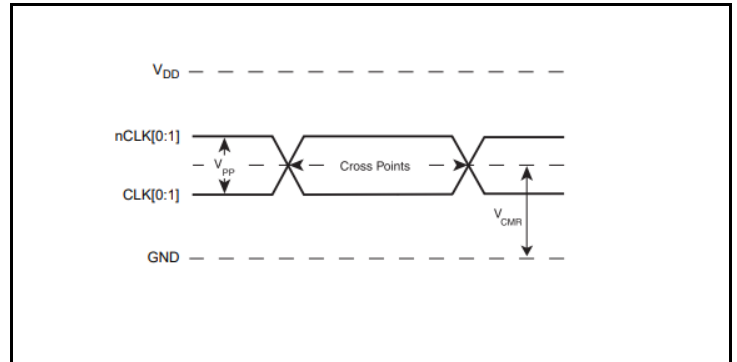 VDD
nCLK[0:1]
VPP
Cross Points
CLK[0:1]
VCMR
GND